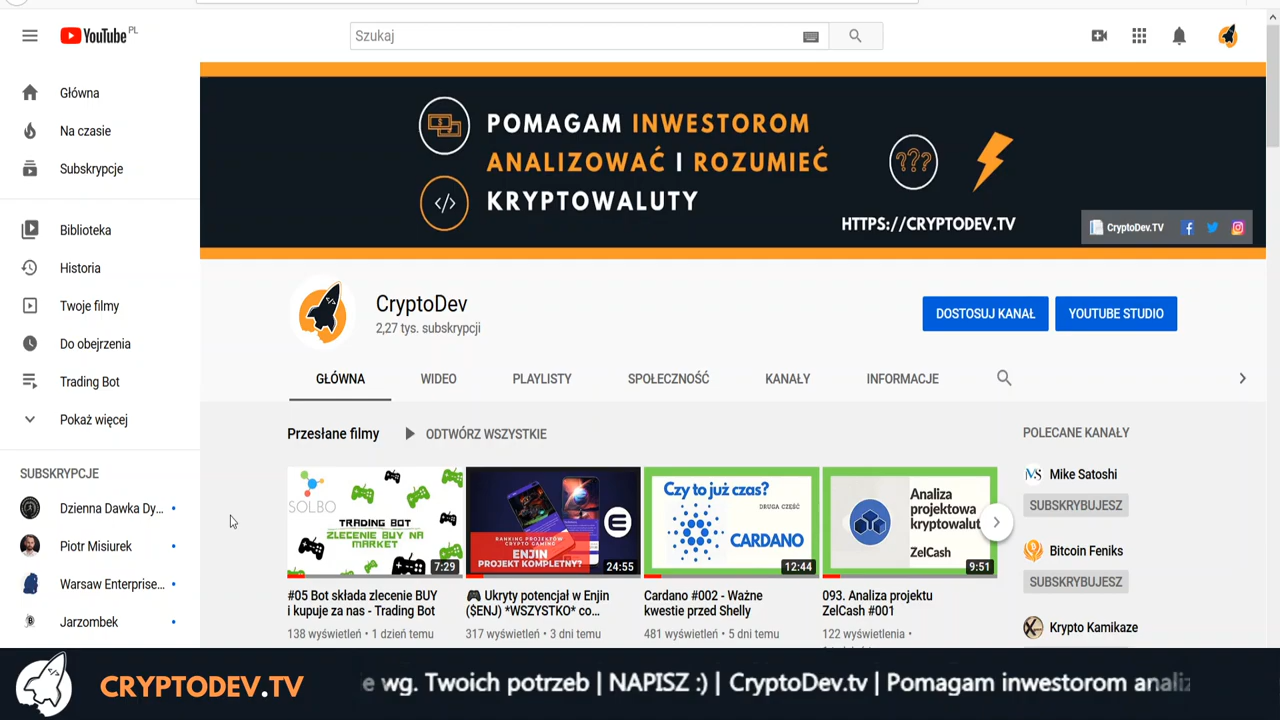 YouTube PL
Szukaj
Główna
Na czasie
Subskrypcje
Biblioteka
Historia
Twoje filmy
Do obejrzenia
Trading Bot
Pokaż więcej
SUBSKRYPCJE
Dzienna Dawka Dy...
Piotr Misiurek
Warsaw Enterprise...
Jarzombek
POMAGAM INWESTOROM
ANALIZOWAĆ I ROZUMIEĆ
KRYPTOWALUTY
???
</>
HTTPS://CRYPTODEV.TV
CryptoDev.TV
CryptoDev
2,27 tys. subskrypcji
DOSTOSUJ KANAŁ
YOUTUBE STUDIO
GŁÓWNA
WIDEO
PLAYLISTY
SPOŁECZNOŚĆ
KANAŁY
INFORMACJE
Przesłane filmy
ODTWÓRZ WSZYSTKIE
SOLBO
TRADING BOT
ZLECENIE BUY NA
MARKET
7:29
#05 Bot składa zlecenie BUY
i kupuje za nas - Trading Bot
138 wyświetleń • 1 dzień temu
RANKING PROJEKTÓW
CRYPTO GAMING
ENJIN
PROJEKT KOMPLETNY?
24:55
🎮 Ukryty potencjał w Enjin
($ENJ) *WSZYSTKO* co...
317 wyświetleń • 3 dni temu
Czy to już czas?
DRUGA CZĘŚĆ
CARDANO
12:44
Cardano #002 - Ważne
kwestie przed Shelly
481 wyświetleń • 5 dni temu
Analiza
projektowa
kryptowalut
ZelCash
9:51
093. Analiza projektu
ZelCash #001
122 wyświetlenia •
POLECANE KANAŁY
Mike Satoshi
SUBSKRYBUJESZ
Bitcoin Feniks
SUBSKRYBUJESZ
Krypto Kamikaze
CRYPTODEV.TV
e wg. Twoich potrzeb | NAPISZ :) | CryptoDev.tv | Pomagam inwestorom analiz